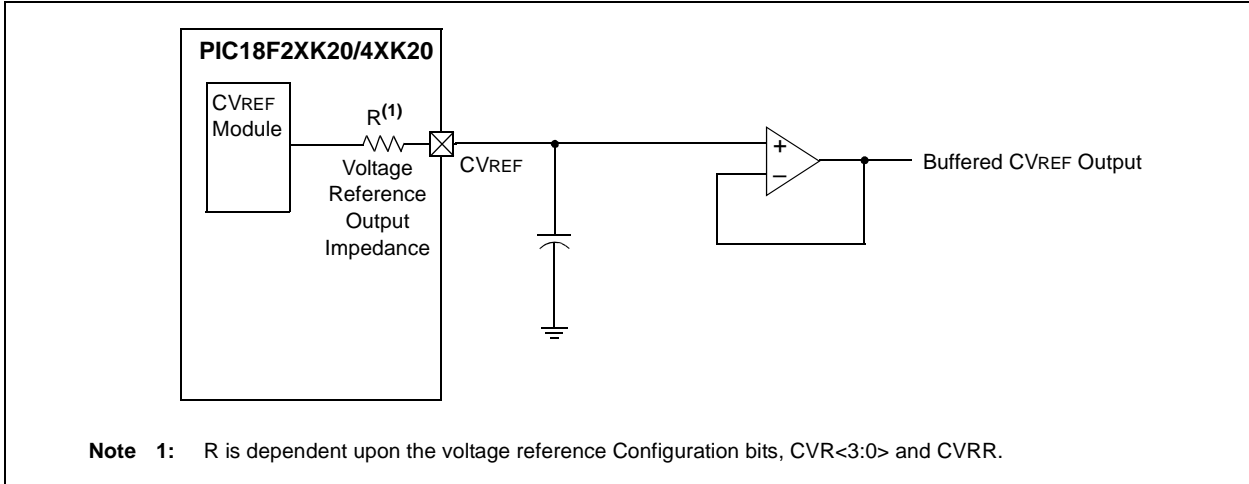 PIC18F2XK20/4XK20
CVREF
Module
R(1)
Voltage
Reference
Output
Impedance
CVREF
+
–
Buffered CVREF Output
Note 1: R is dependent upon the voltage reference Configuration bits, CVR<3:0> and CVRR.